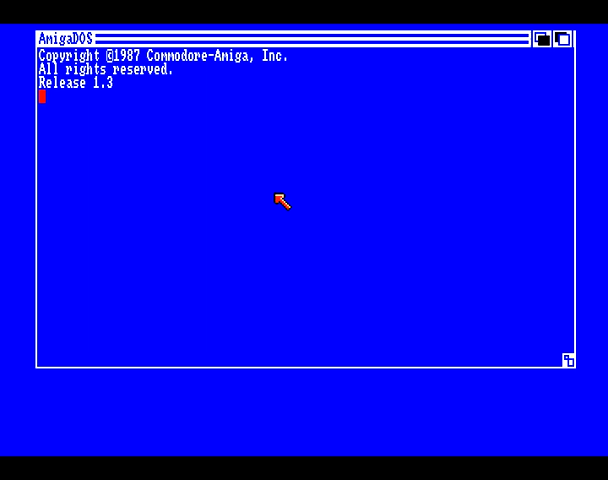 AmigaDOS
Copyright ©1987 Commodore-Amiga, Inc.
All rights reserved.
Release 1.3